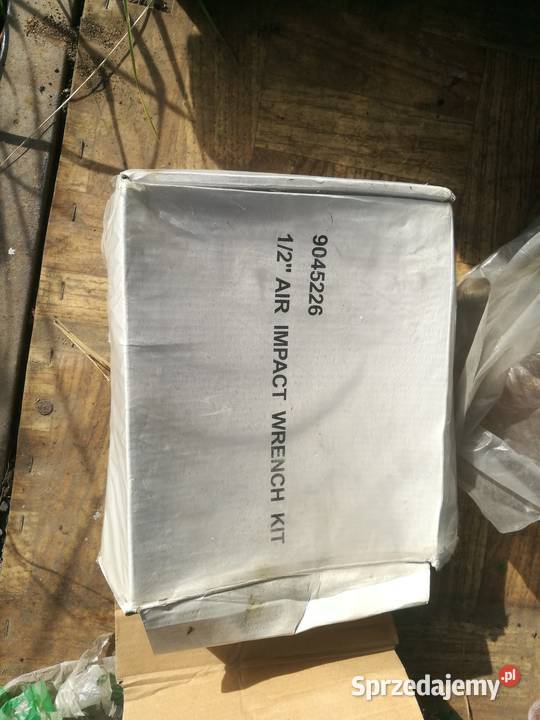 9045226
1/2" AIR IMPACT WRENCH KIT
Sprzedajemy.pl